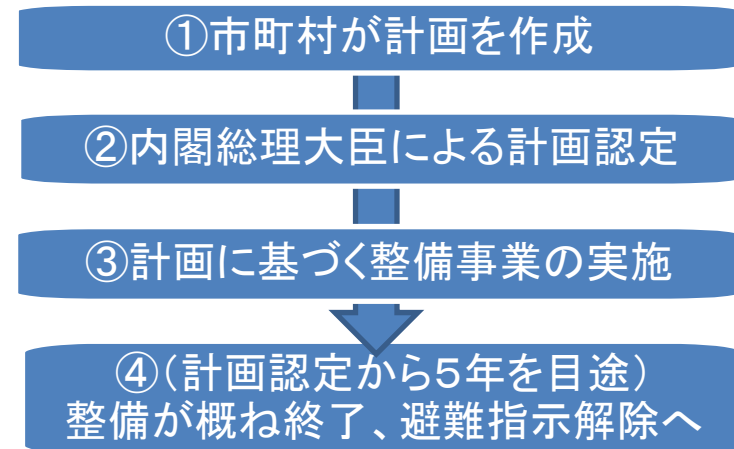 ①市町村が計画を作成
②内閣総理大臣による計画認定
③計画に基づく整備事業の実施
④(計画認定から５年を目途)
整備が概ね終了、避難指示解除へ